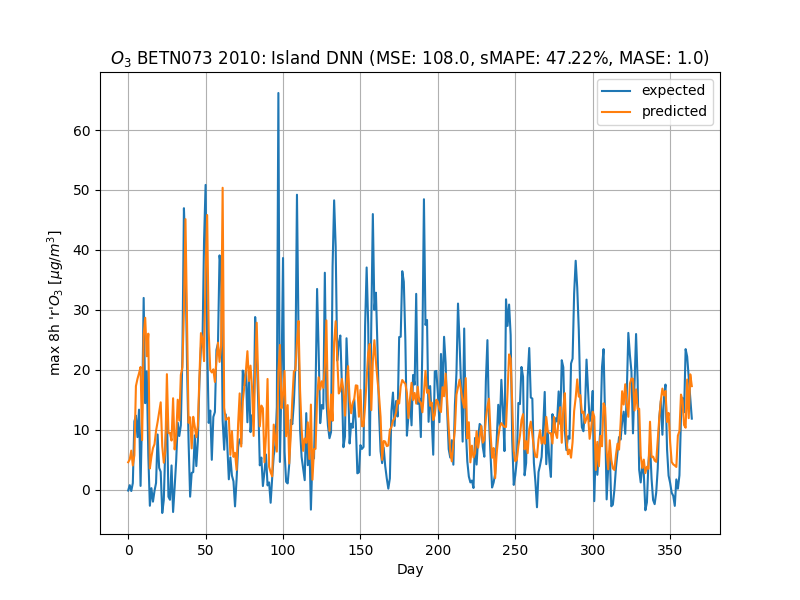 O₃ BETN073 2010: Island DNN (MSE: 108.0, sMAPE: 47.22%, MASE: 1.0)
expected
predicted
max 8h 'r'O₃ [μg/m³]
60
50
40
30
20
10
0
0 50 100 150 200 250 300 350
Day